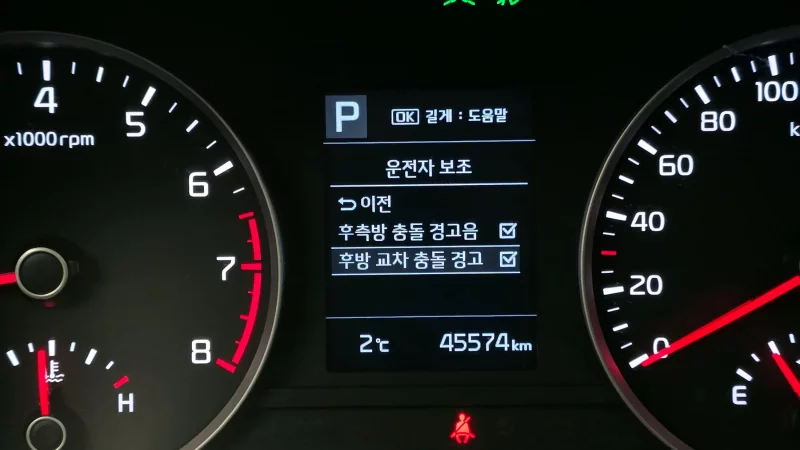 P
OK 길게 : 도움말
운전자 보조
이전
후측방 충돌 경고음
후방 교차 충돌 경고
2℃
45574km
4
5
6
7
8
x1000rpm
H
100
80
60
40
20
0
E